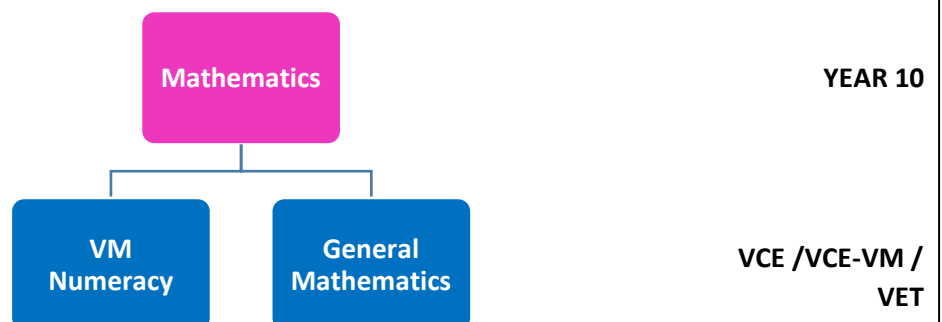 Mathematics
YEAR 10
VM
Numeracy
General
Mathematics
VCE /VCE-VM /
VET